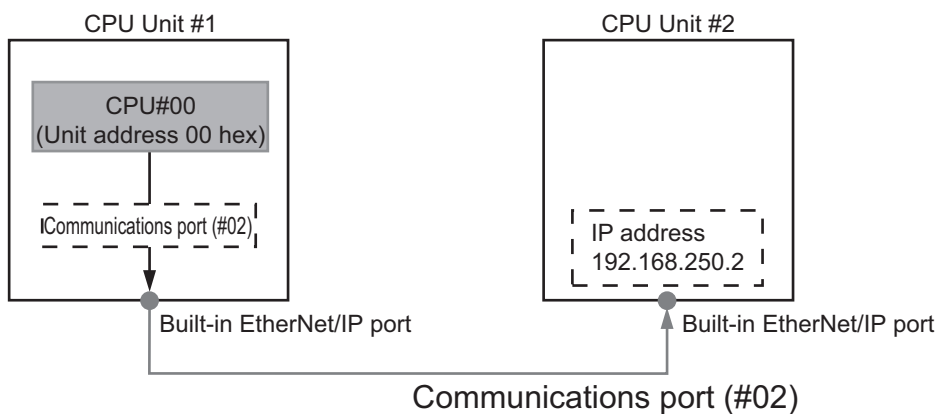 CPU Unit #1
CPU Unit #2
CPU#00
(Unit address 00 hex)
Communications port (#02)
IP address
192.168.250.2
Built-in EtherNet/IP port
Built-in EtherNet/IP port
Communications port (#02)